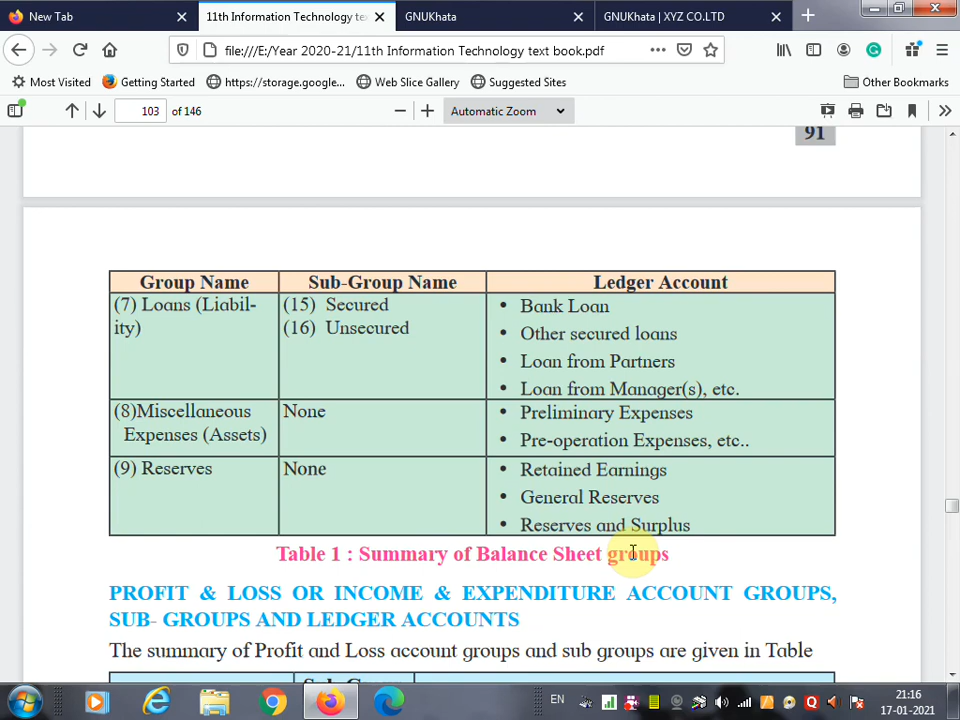 New Tab
11th Information Technology te
GNUKhata
GNUKhata | XYZ CO.LTD
file:///E:/Year 2020-21/11th Information Technology text book.pdf
Most Visited
Getting Started
https://storage.google...
Web Slice Gallery
Suggested Sites
Other Bookmarks
103 of 146
Automatic Zoom
91
Group Name Sub-Group Name Ledger Account
(7) Loans (Liabil-
ity)
(15) Secured
(16) Unsecured
• Bank Loan
• Other secured loans
• Loan from Partners
• Loan from Manager(s), etc.
(8)Miscellaneous
Expenses (Assets)
None
• Preliminary Expenses
• Pre-operation Expenses, etc..
(9) Reserves
None
• Retained Earnings
• General Reserves
• Reserves and Surplus
Table 1 : Summary of Balance Sheet groups
PROFIT & LOSS OR INCOME & EXPENDITURE ACCOUNT GROUPS,
SUB- GROUPS AND LEDGER ACCOUNTS
The summary of Profit and Loss account groups and sub groups are given in Table
EN
21:16
17-01-2021